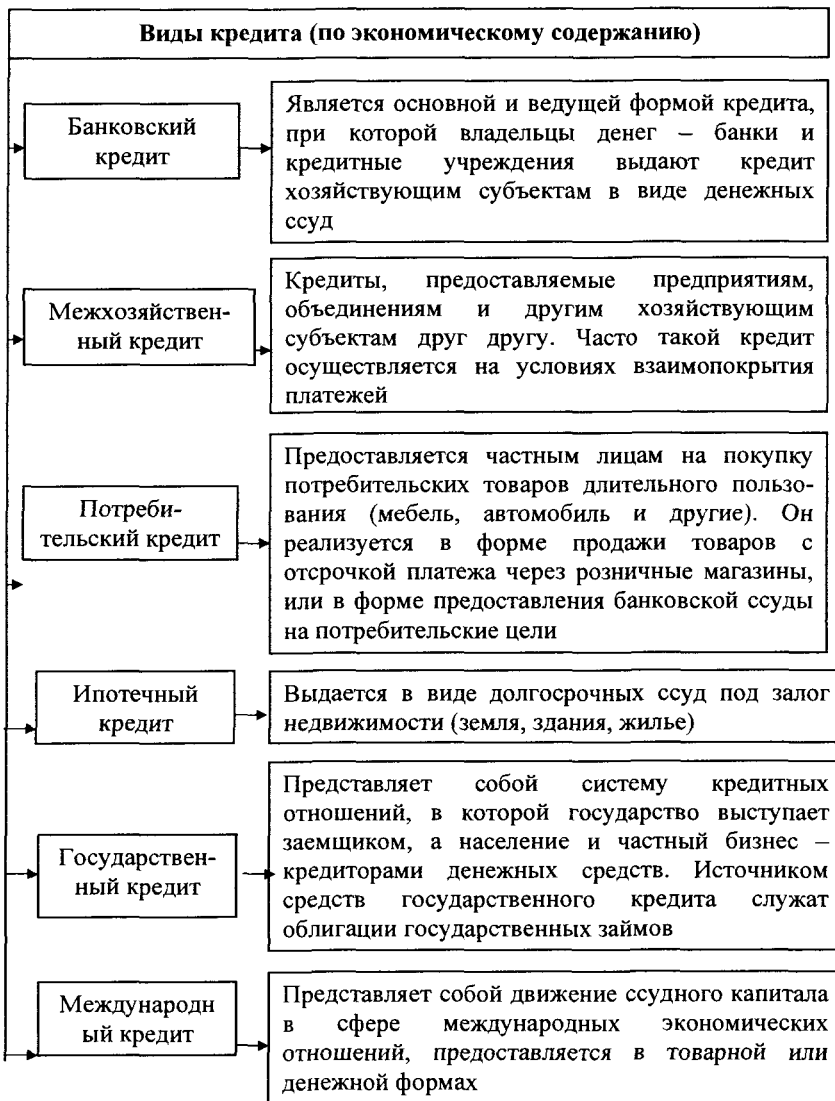 Виды кредита (по экономическому содержанию)
Банковский
кредит
Является основной и ведущей формой кредита,
при которой владельцы денег – банки и
кредитные учреждения выдают кредит
хозяйствующим субъектам в виде денежных
ссуд
Межхозяйствен-
ный кредит
Кредиты, предоставляемые предприятиям,
объединениям и другим хозяйствующим
субъектам друг другу. Часто такой кредит
осуществляется на условиях взаимопокрытия
платежей
Потреби-
тельский кредит
Предоставляется частным лицам на покупку
потребительских товаров длительного пользо-
вания (мебель, автомобиль и другие). Он
реализуется в форме продажи товаров с
отсрочкой платежа через розничные магазины,
или в форме предоставления банковской ссуды
на потребительские цели
Ипотечный
кредит
Выдается в виде долгосрочных ссуд под залог
недвижимости (земля, здания, жилье)
Государствен-
ный кредит
Представляет собой систему кредитных
отношений, в которой государство выступает
заемщиком, а население и частный бизнес –
кредиторами денежных средств. Источником
средств государственного кредита служат
облигации государственных займов
Международн
ый кредит
Представляет собой движение ссудного капитала
в сфере международных экономических
отношений, предоставляется в товарной или
денежной формах